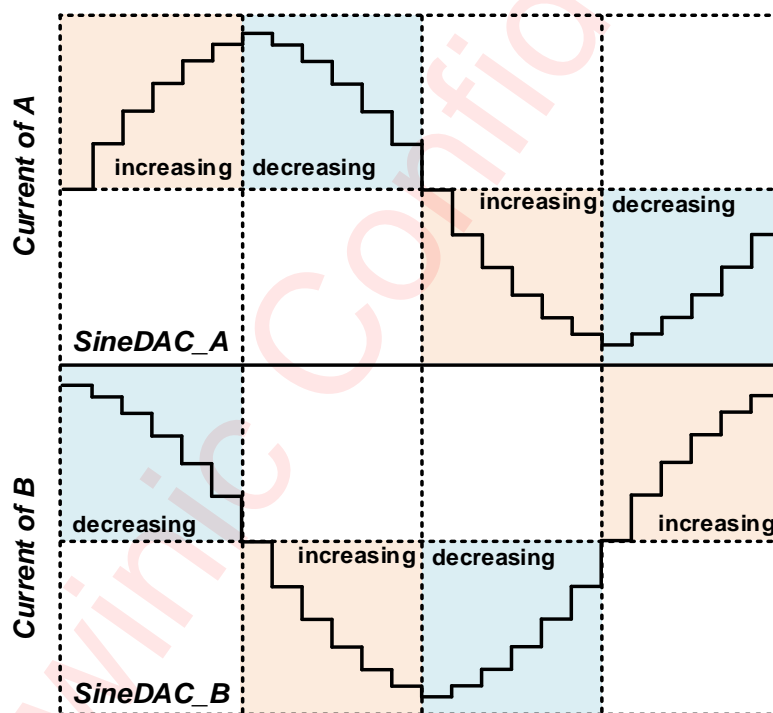 Current of A
increasing
decreasing
increasing
decreasing
SineDAC_A
Current of B
decreasing
increasing
decreasing
increasing
SineDAC_B